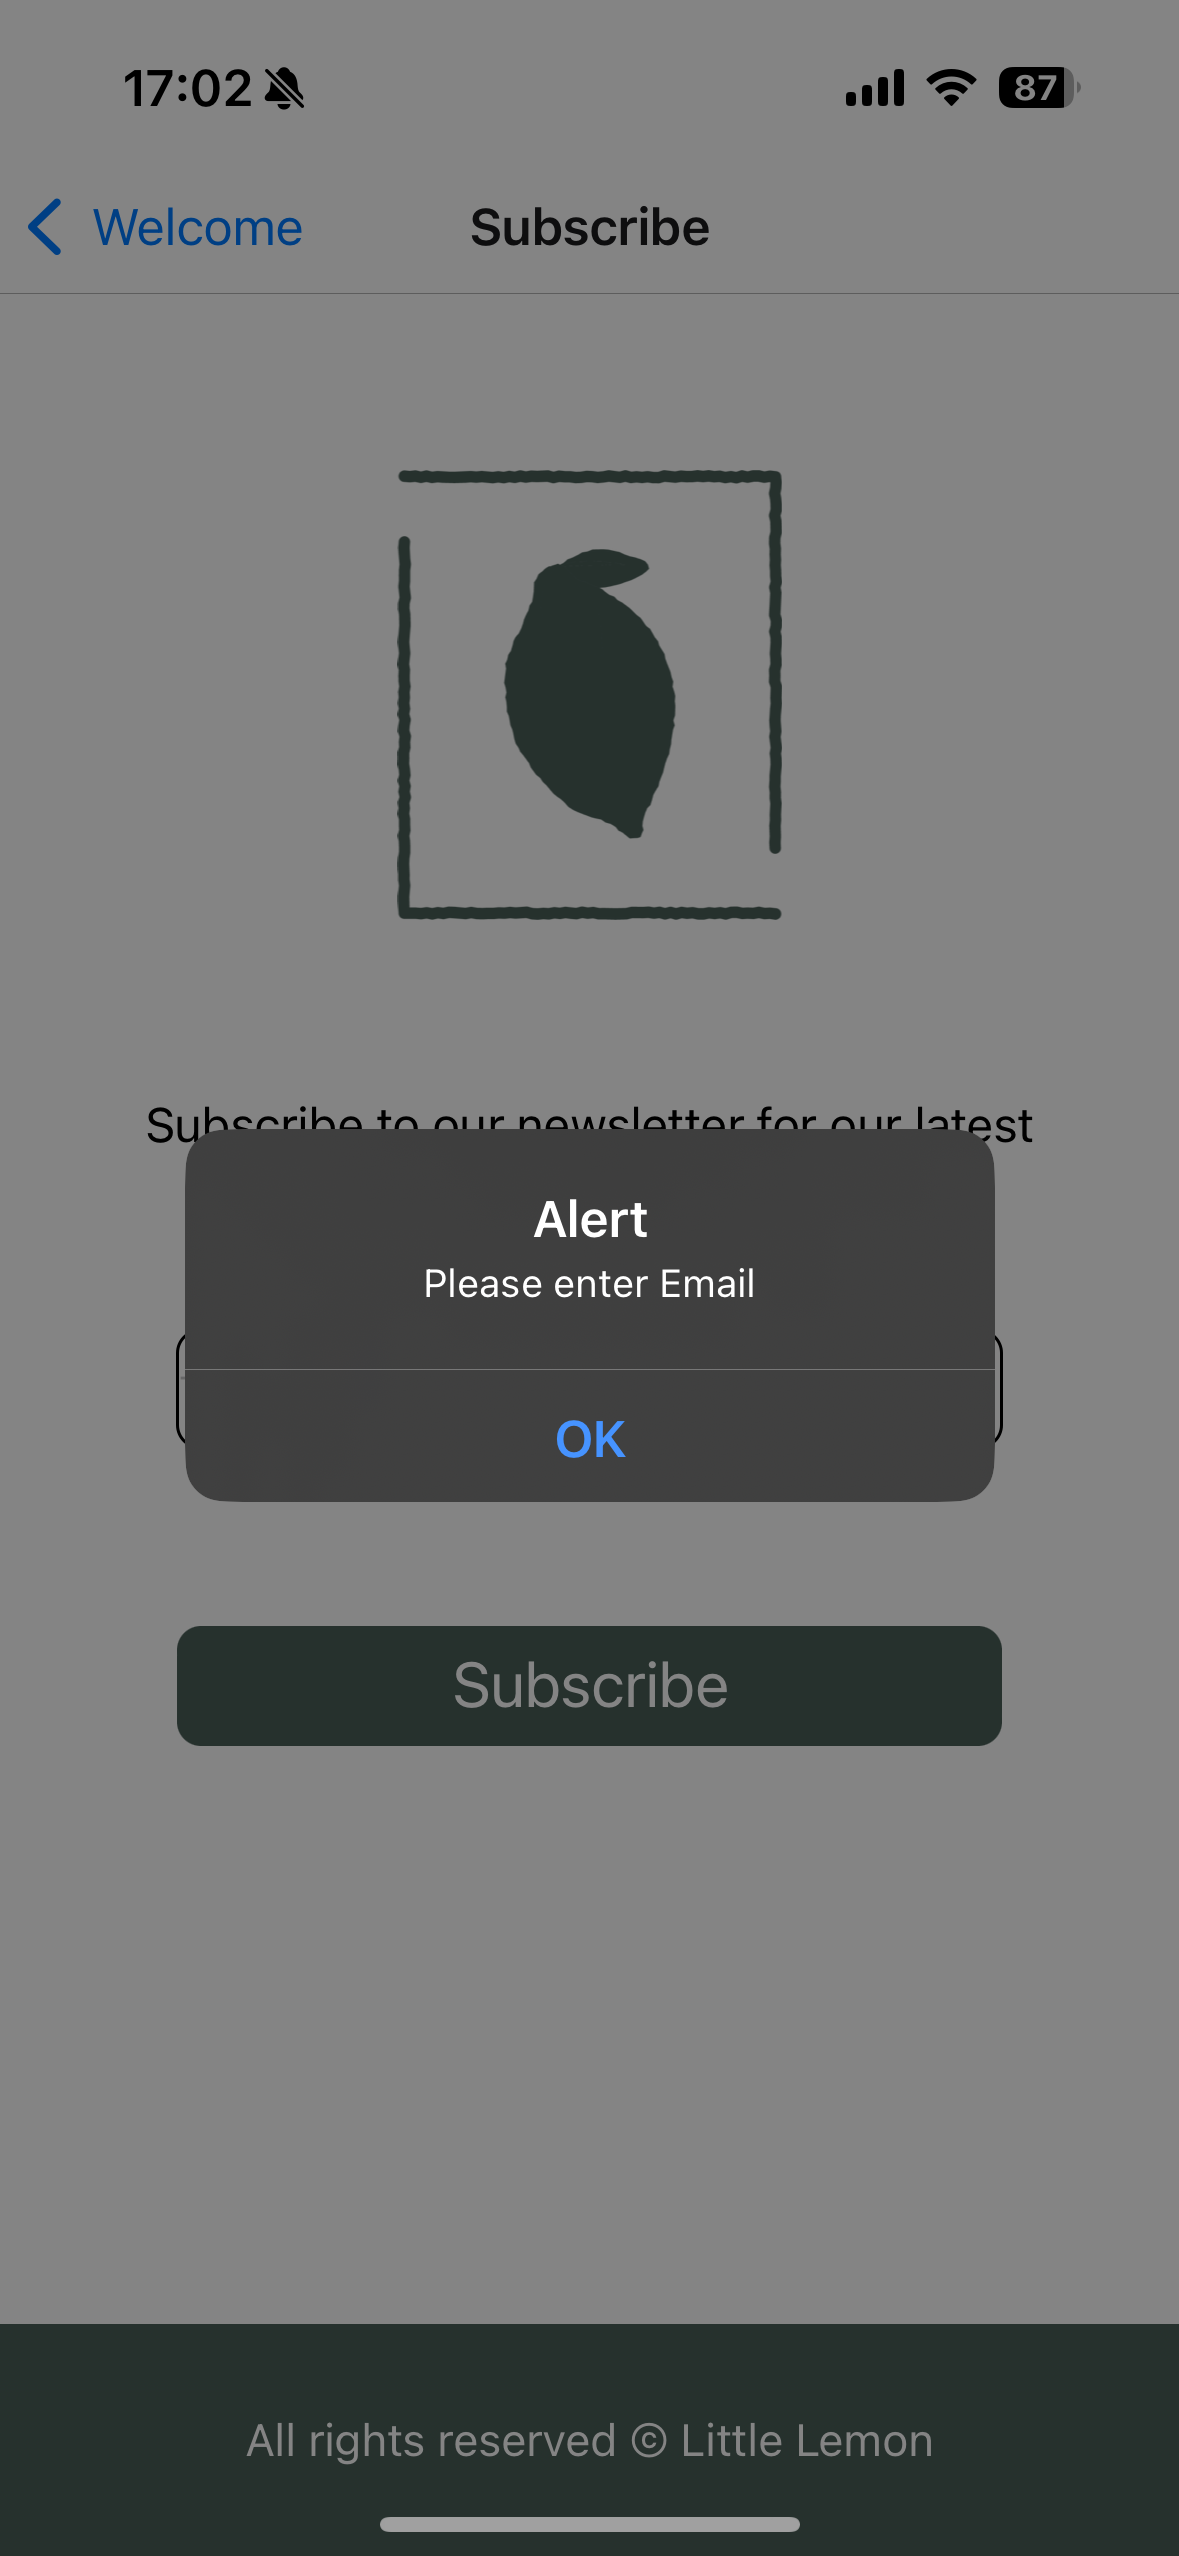 17:02
87
Welcome
Subscribe
Subscribe to our newsletter for our latest
Alert
Please enter Email
OK
Subscribe
All rights reserved © Little Lemon